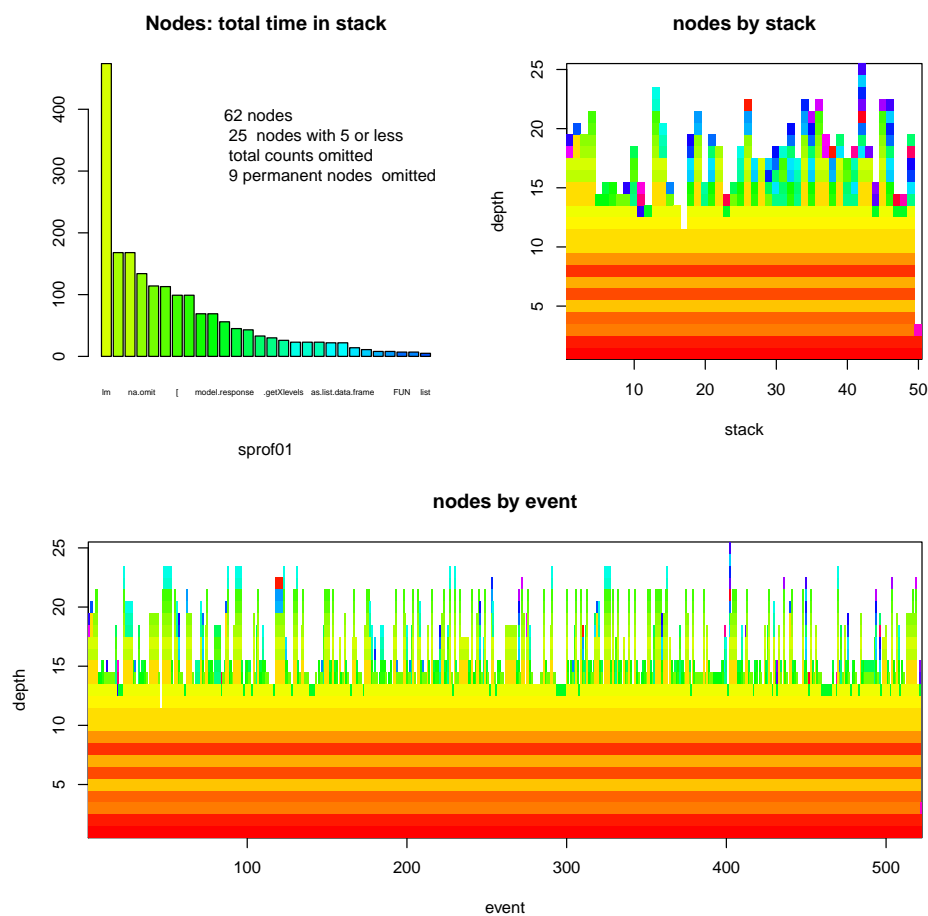 Nodes: total time in stack
0
100
200
300
400
62 nodes
25 nodes with 5 or less
total counts omitted
9 permanent nodes omitted
lm na.omit [ model.response .getXlevels as.list.data.frame FUN list
sprof01
nodes by stack
depth
5
10
15
20
25
10 20 30 40 50
stack
nodes by event
depth
5
10
15
20
25
100 200 300 400 500
event